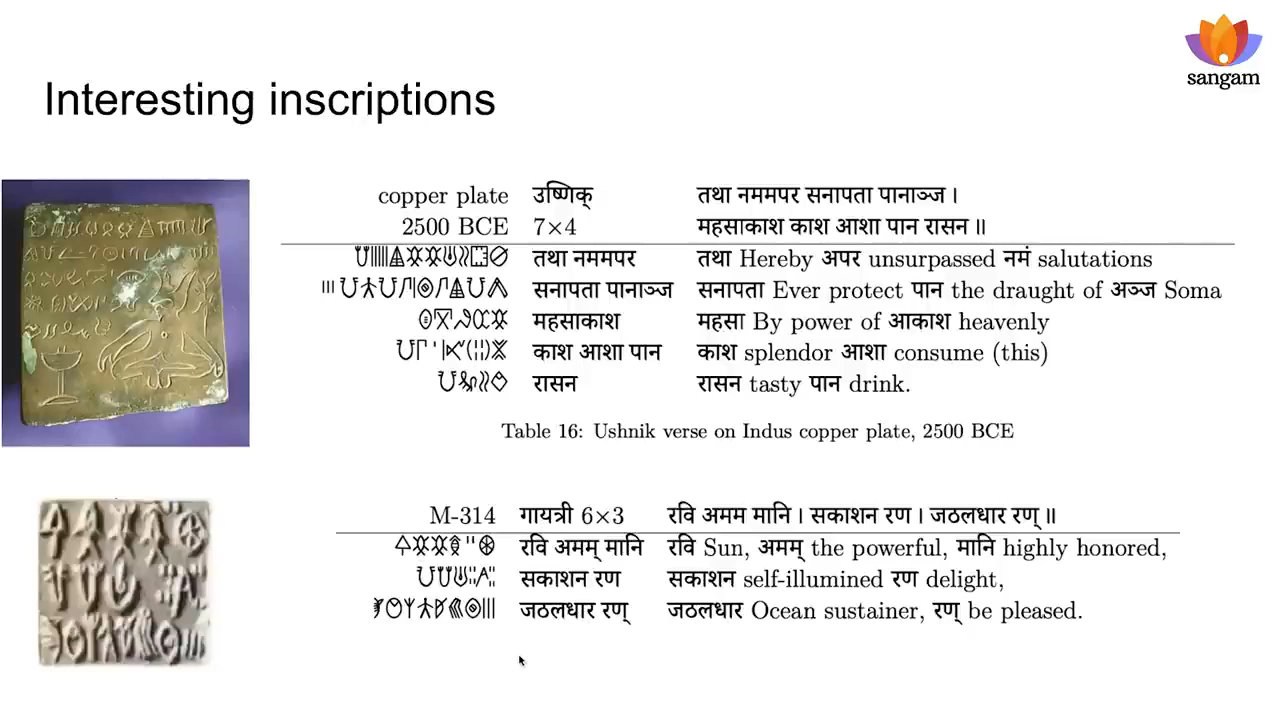 sangam
Interesting inscriptions
copper plate उष्णिक् तथा नममपर सनापता पानाञ्ज ।
2500 BCE 7×4 महसाकाश काश आशा पान रासन ॥
तथा नममपर तथा Hereby अपर unsurpassed नमं salutations
सनापता पानाञ्ज सनापता Ever protect पान the draught of अञ्ज Soma
महसाकाश महसा By power of आकाश heavenly
काश आशा पान काश splendor आशा consume (this)
रासन रासन tasty पान drink.
Table 16: Ushnik verse on Indus copper plate, 2500 BCE
M-314 गायत्री 6×3 रवि अमम मानि । सकाशन रण । जठलधार रण् ॥
रवि अमम् मानि रवि Sun, अमम् the powerful, मानि highly honored,
सकाशन रण सकाशन self-illumined रण delight,
जठलधार रण् जठलधार Ocean sustainer, रण् be pleased.